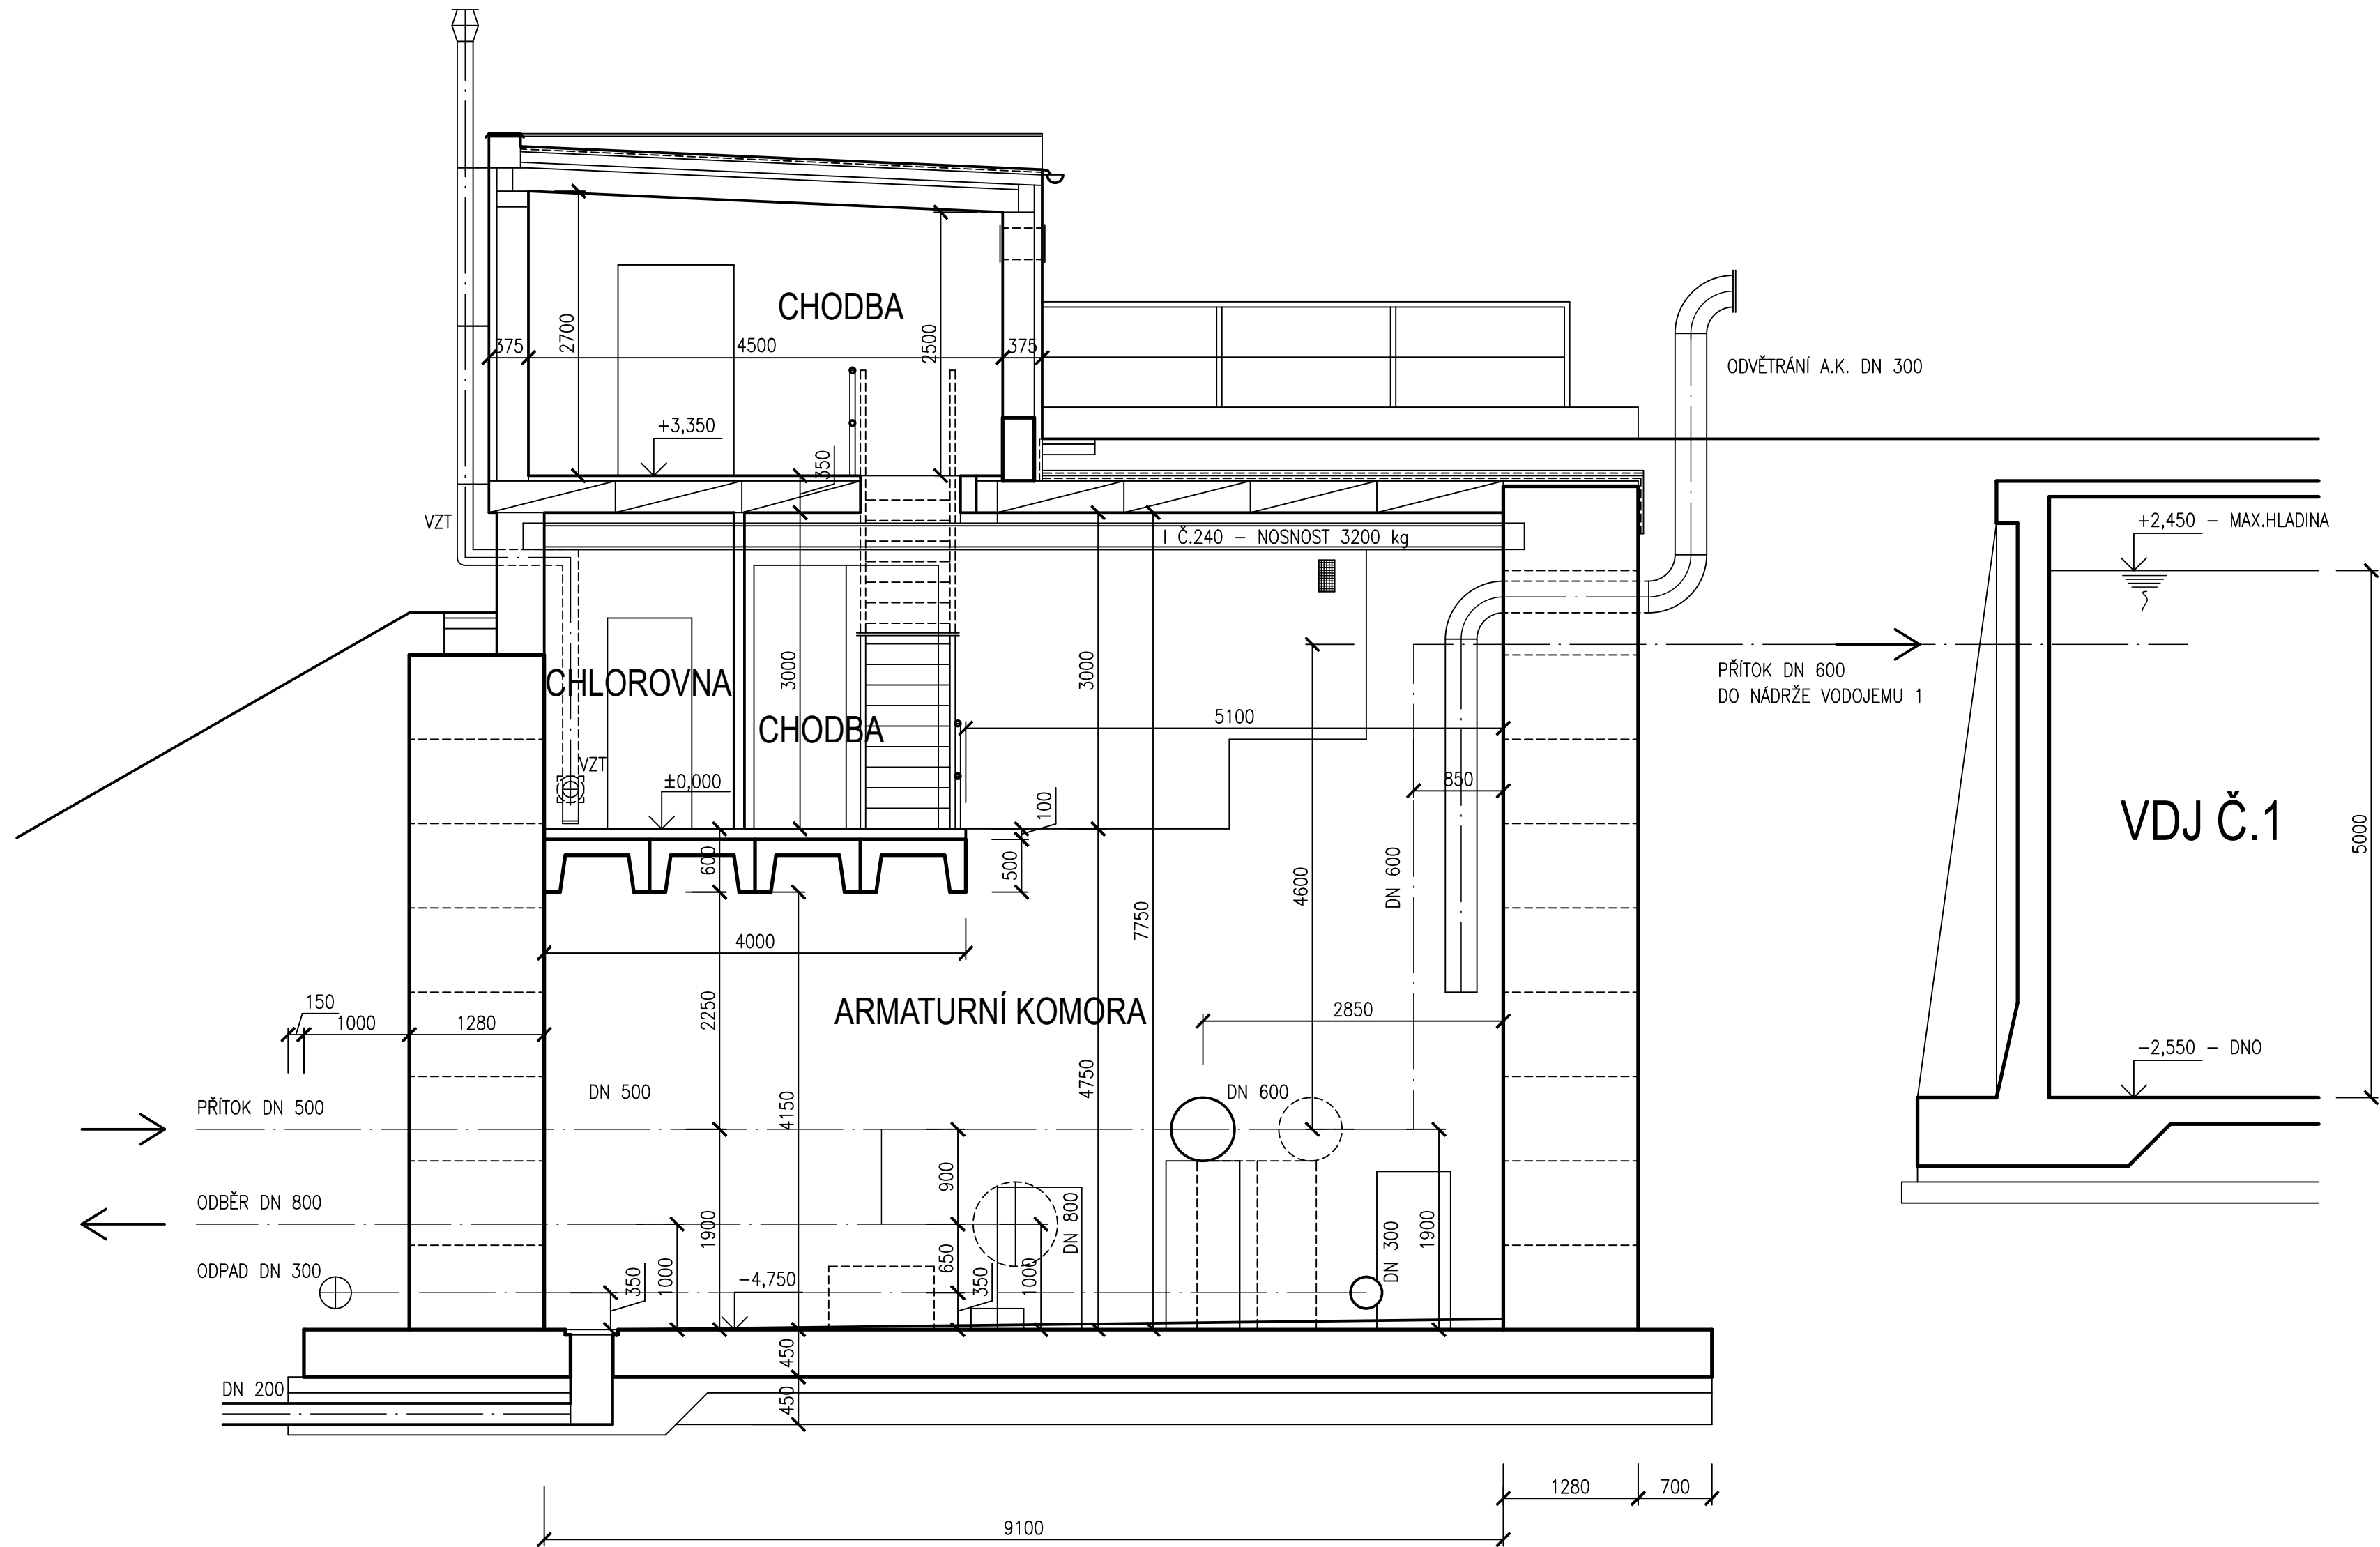 CHODBA
2700
375
4500
2500
375
ODVĚTRÁNÍ A.K. DN 300
+3,350
350
VZT
I Č.240 – NOSNOST 3200 kg
+2,450 – MAX.HLADINA
CHLOROVNA
3000
3000
CHODBA
PŘÍTOK DN 600
DO NÁDRŽE VODOJEMU 1
5100
VZT
±0,000
850
100
VDJ Č.1
5000
600
500
4600
DN 600
7750
4000
ARMATURNÍ KOMORA
150
1000
1280
2250
2850
−2,550 – DNO
4750
DN 500
DN 600
4150
PŘÍTOK DN 500
900
ODBĚR DN 800
1900
DN 800
1900
DN 300
650
ODPAD DN 300
350
1000
−4,750
350
1000
450
DN 200
450
1280
700
9100